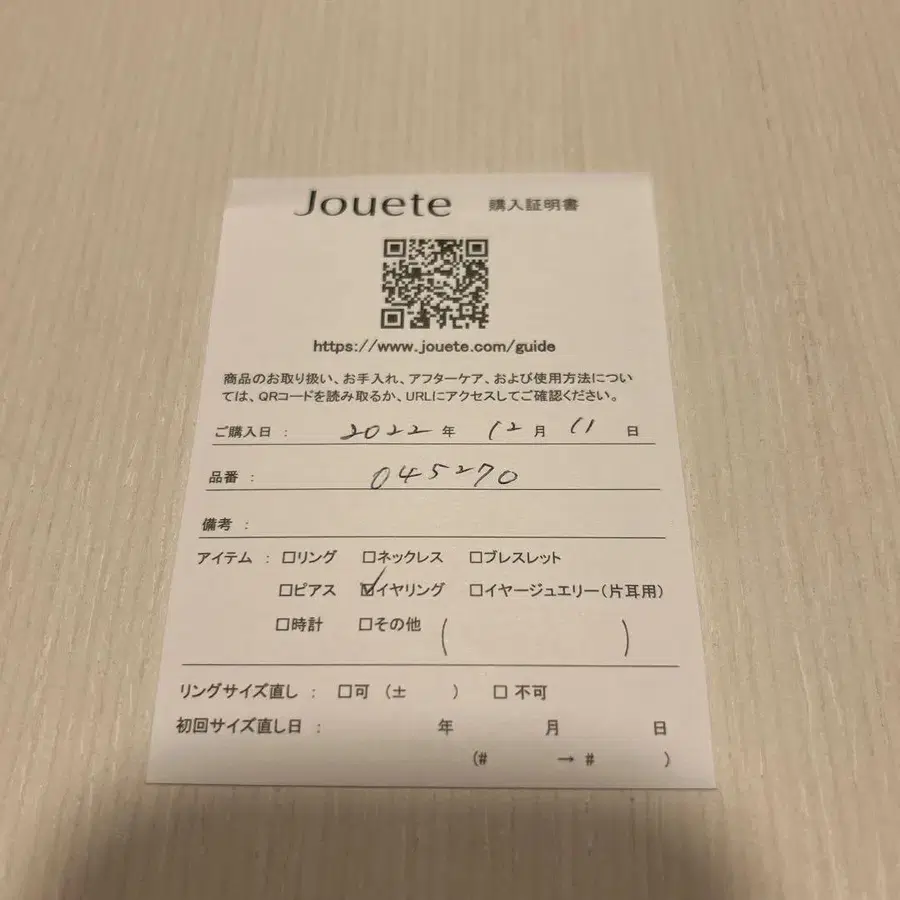 Jouete 購入証明書
https://www.jouete.com/guide
商品のお取り扱い、お手入れ、アフターケア、および使用方法につい
ては、QRコードを読み取るか、URLにアクセスしてご確認ください。
ご購入日 : 2022 年 12 月 11 日
品番 : 045270
備考 :
アイテム : □リング □ネックレス □ブレスレット
□ピアス ☑イヤリング □イヤージュエリー(片耳用)
□時計 □その他 ( )
リングサイズ直し : □可 (± ) □ 不可
初回サイズ直し日 : 年 月 日
(# → # )